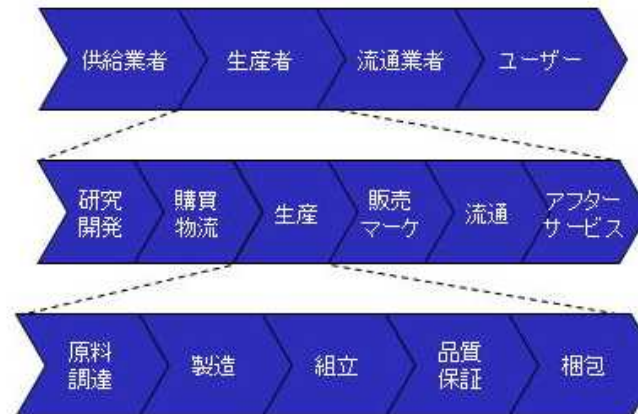 供給業者
生産者
流通業者
ユーザー
研究
開発
購買
物流
生産
販売
マーケ
流通
アフター
サービス
原料
調達
製造
組立
品質
保証
梱包